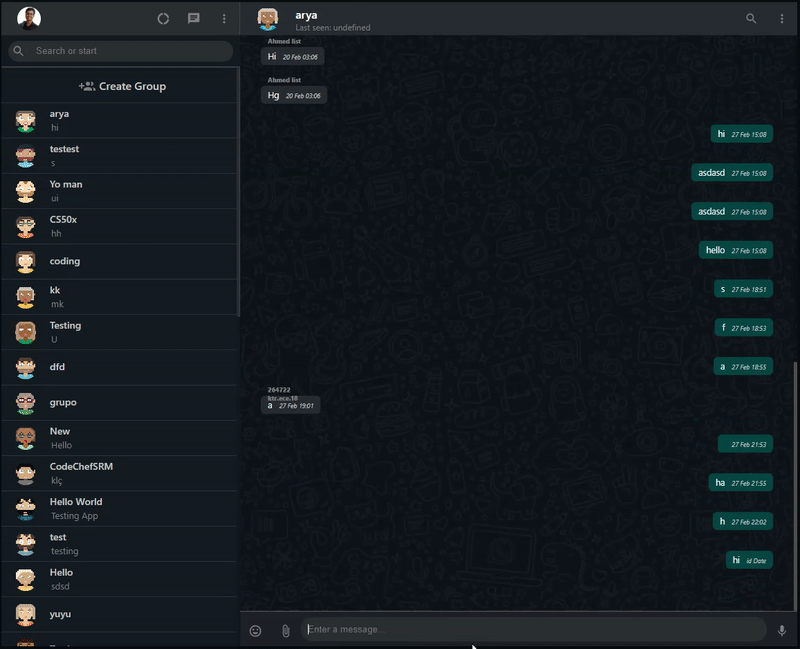 arya
Last seen: undefined
Search or start
Create Group
arya
hi
testest
s
Yo man
ui
CS50x
hh
coding
kk
mk
Testing
U
dfd
grupo
New
Hello
CodeChefSRM
klç
Hello World
Testing App
test
testing
Hello
sdsd
yuyu
Ahmed list
Hi 20 Feb 03:06
Ahmed list
Hg 20 Feb 03:06
hi 27 Feb 15:08
asdasd 27 Feb 15:08
asdasd 27 Feb 15:08
hello 27 Feb 15:08
s 27 Feb 18:51
f 27 Feb 18:53
a 27 Feb 18:55
264722
ktr.ece.18
a 27 Feb 19:01
27 Feb 21:53
ha 27 Feb 21:55
h 27 Feb 22:02
hi id Date
Enter a message...